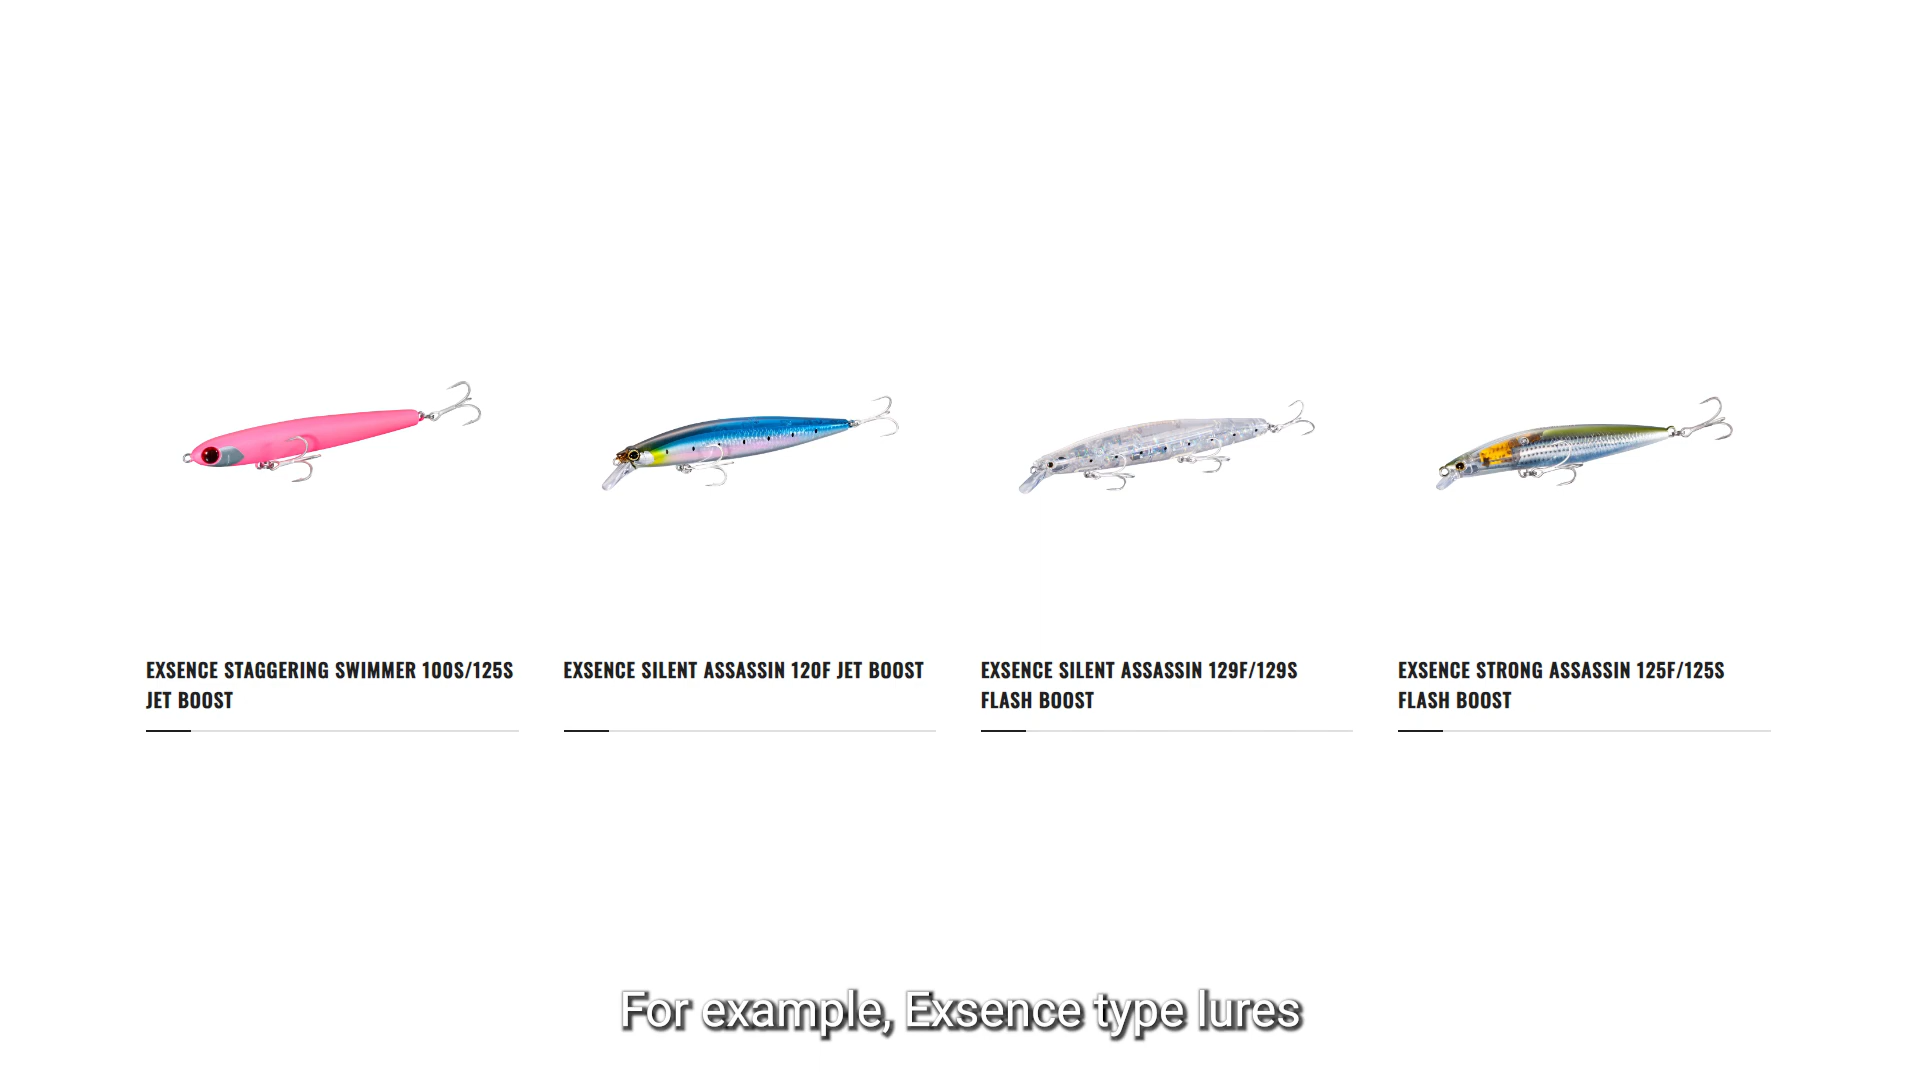 EXSENCE STAGGERING SWIMMER 100S/125S
JET BOOST
EXSENCE SILENT ASSASSIN 120F JET BOOST
EXSENCE SILENT ASSASSIN 129F/129S
FLASH BOOST
EXSENCE STRONG ASSASSIN 125F/125S
FLASH BOOST
For example, Exsence type lures